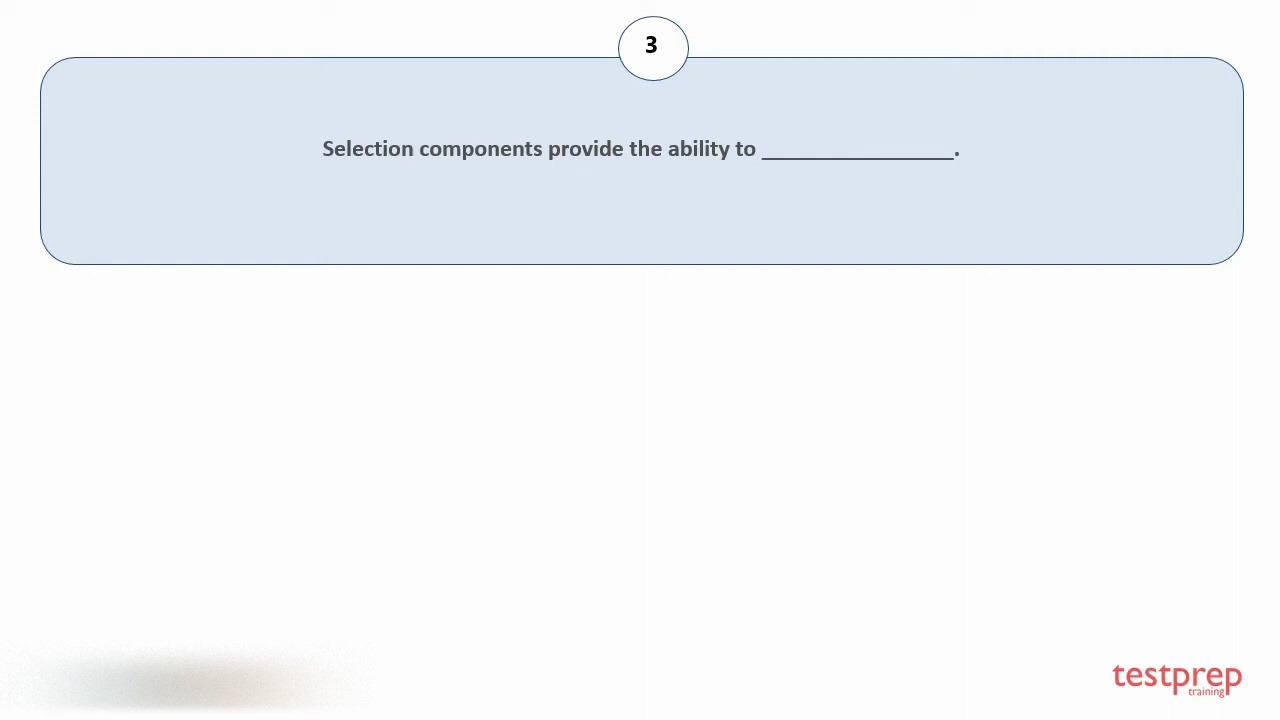 3
Selection components provide the ability to ________________.
testprep
training